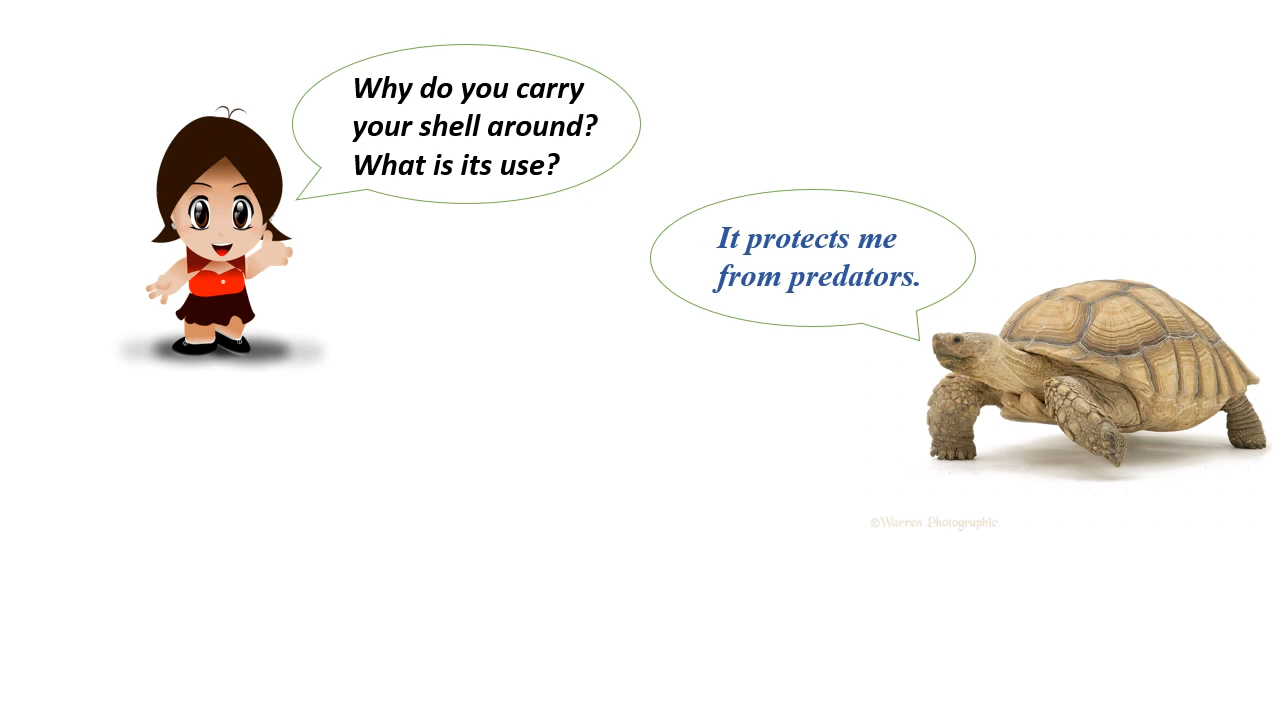 Why do you carry
your shell around?
What is its use?
It protects me
from predators.
©Warren Photographic